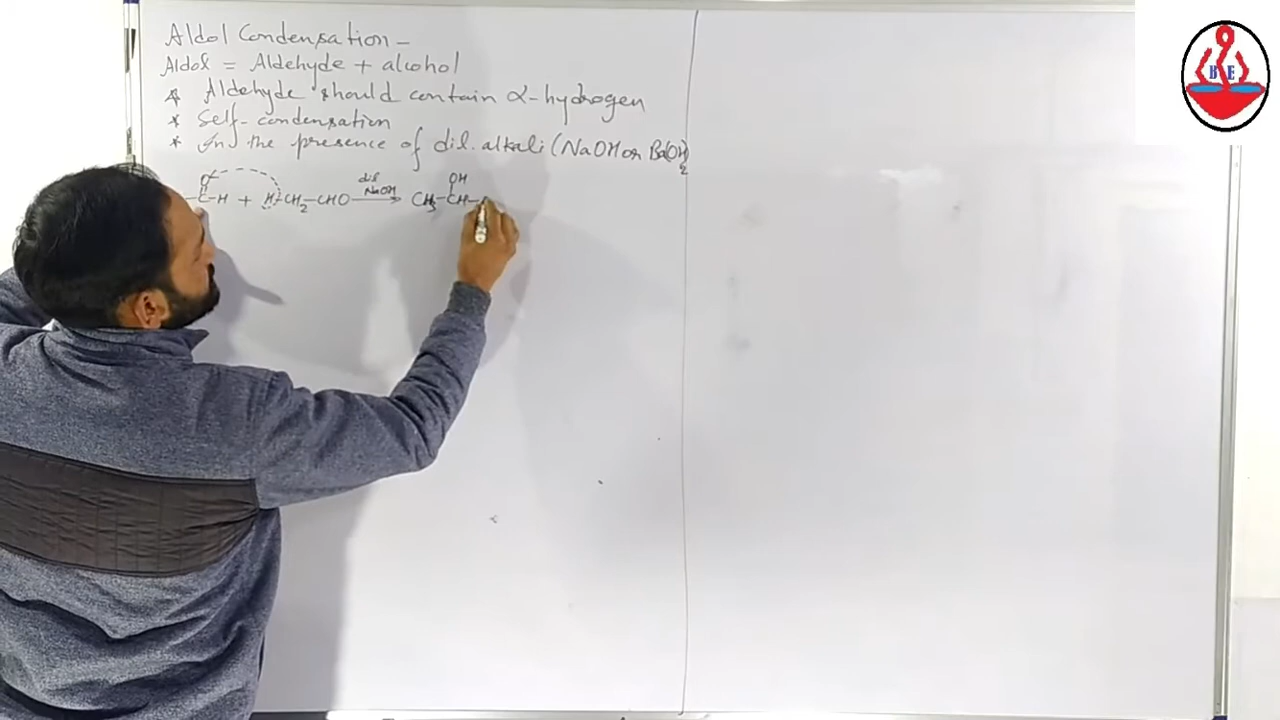 Aldol Condensation -
Aldol = Aldehyde + alcohol
* Aldehyde should contain α-hydrogen
* Self-condensation
* In the presence of dil. alkali (NaOH or Ba(OH)2
O OH
-C-H + H-CH2-CHO dil NaOH → CH3-CH-
B E